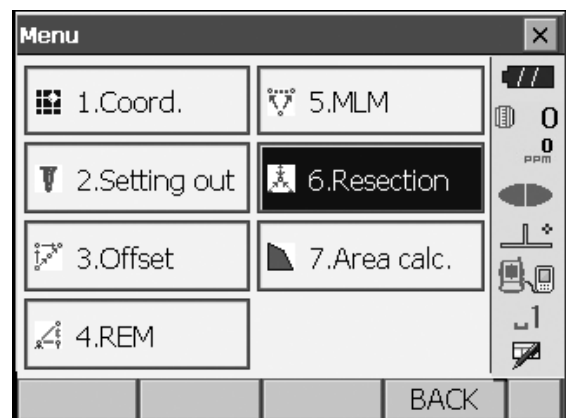 Menu
1.Coord.
5.MLM
2.Setting out
6.Resection
3.Offset
7.Area calc.
4.REM
0
0
PPM
1
BACK